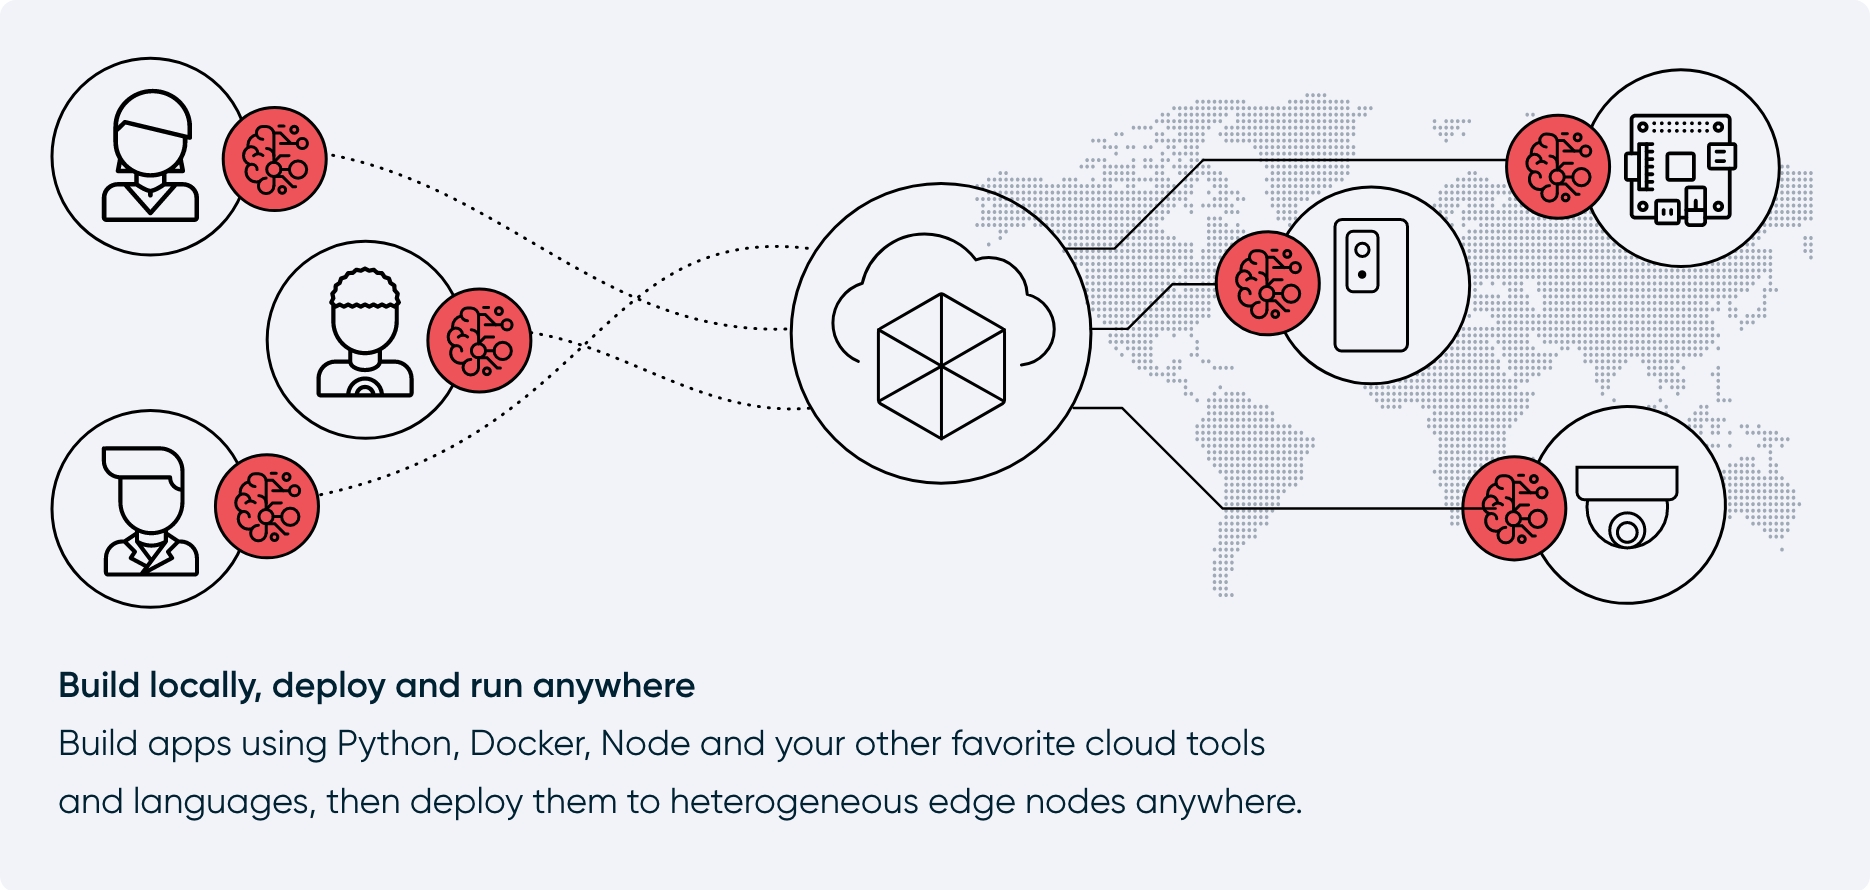 Build locally, deploy and run anywhere
Build apps using Python, Docker, Node and your other favorite cloud tools
and languages, then deploy them to heterogeneous edge nodes anywhere.